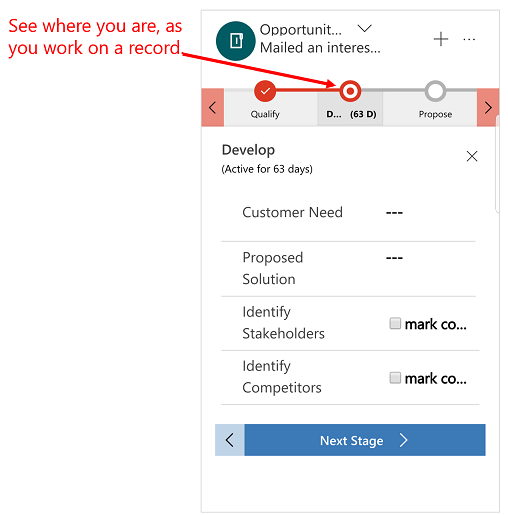 See where you are, as
you work on a record.
Opportunit...
Mailed an interes...
Qualify
D... (63 D)
Propose
Develop
(Active for 63 days)
Customer Need ---
Proposed
Solution
---
Identify
Stakeholders
mark co...
Identify
Competitors
mark co...
Next Stage